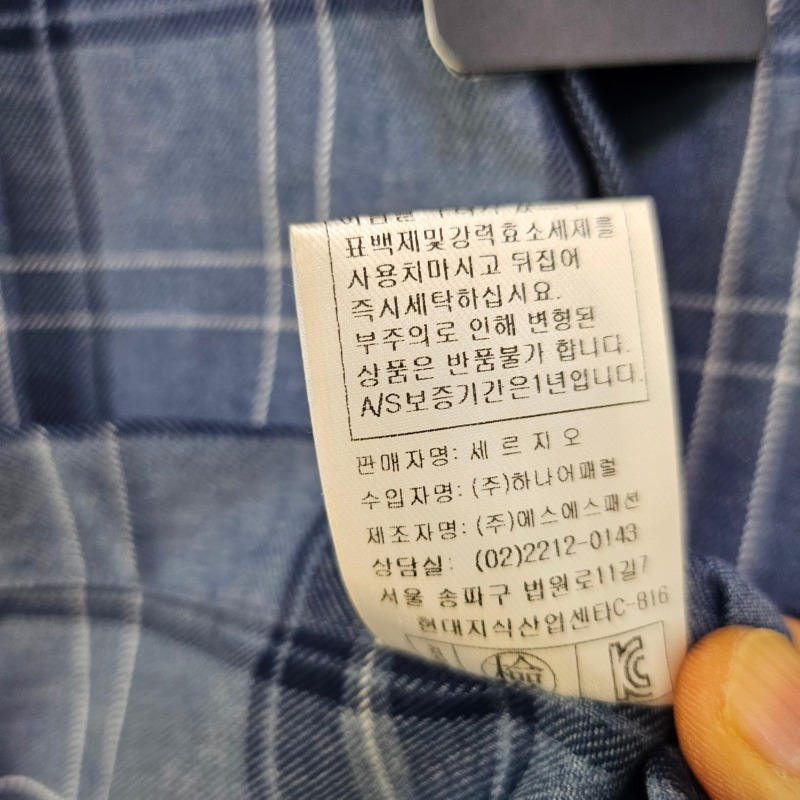 표백제및강력효소세제를
사용치마시고 뒤집어
즉시세탁하십시요.
부주의로 인해 변형된
상품은 반품불가 합니다.
A/S보증기간은1년입니다.
판매자명: 세르지오
수입자명: (주)하나어패럴
제조자명: (주)에스에스패션
상담실: (02)2212-0143
서울 송파구 법원로11길7
현대지식산업센타C-816